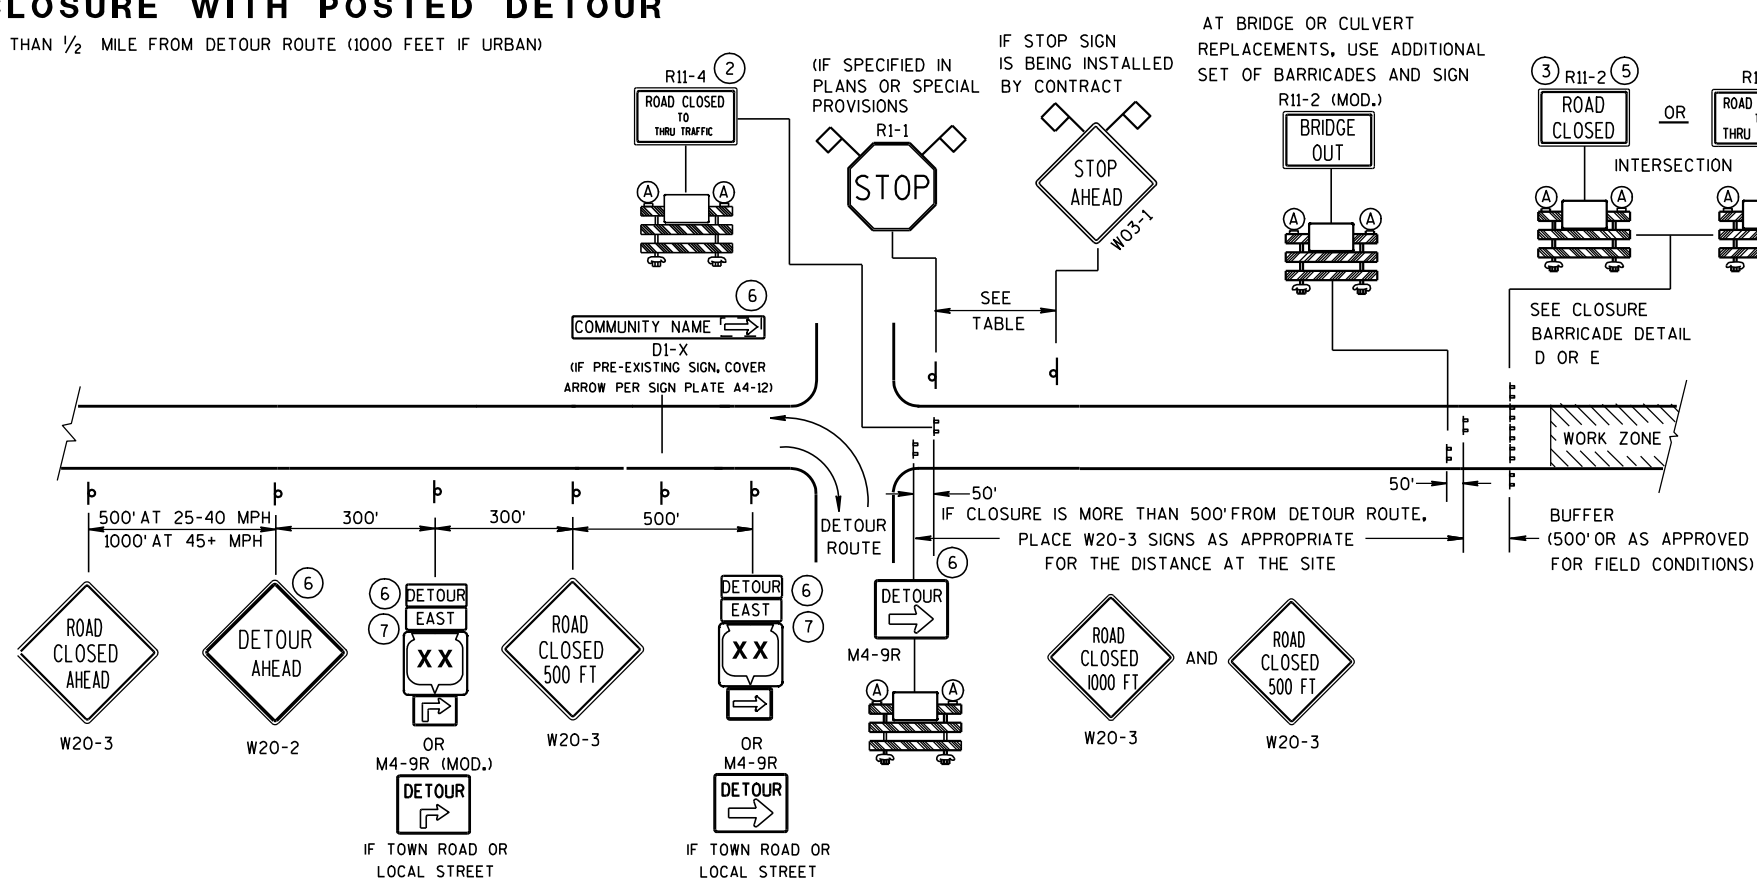 CLOSURE WITH POSTED DETOUR
THAN 1/2 MILE FROM DETOUR ROUTE (1000 FEET IF URBAN)
R11-4 2
ROAD CLOSED
TO
THRU TRAFFIC
A A
(IF SPECIFIED IN
PLANS OR SPECIAL
PROVISIONS
R1-1
STOP
IF STOP SIGN
IS BEING INSTALLED
BY CONTRACT
STOP
AHEAD
W03-1
AT BRIDGE OR CULVERT
REPLACEMENTS, USE ADDITIONAL
SET OF BARRICADES AND SIGN
R11-2 (MOD.)
BRIDGE
OUT
A A
3 R11-2 5
ROAD
CLOSED
OR
ROAD
THRU
INTERSECTION
A A A
SEE
TABLE
SEE CLOSURE
BARRICADE DETAIL
D OR E
6
COMMUNITY NAME
D1-X
(IF PRE-EXISTING SIGN, COVER
ARROW PER SIGN PLATE A4-12)
WORK ZONE
500' AT 25-40 MPH
1000' AT 45+ MPH
300'
300'
500'
DETOUR
ROUTE
50'
50'
IF CLOSURE IS MORE THAN 500' FROM DETOUR ROUTE,
PLACE W20-3 SIGNS AS APPROPRIATE
FOR THE DISTANCE AT THE SITE
BUFFER
(500' OR AS APPROVED
FOR FIELD CONDITIONS)
ROAD
CLOSED
AHEAD
W20-3
6
DETOUR
AHEAD
W20-2
6
7
DETOUR
EAST
XX
OR
M4-9R (MOD.)
DETOUR
IF TOWN ROAD OR
LOCAL STREET
ROAD
CLOSED
500 FT
W20-3
DETOUR
EAST
XX
6
7
OR
M4-9R
DETOUR
IF TOWN ROAD OR
LOCAL STREET
6
DETOUR
M4-9R
A A
ROAD
CLOSED
1000 FT
W20-3
AND
ROAD
CLOSED
500 FT
W20-3